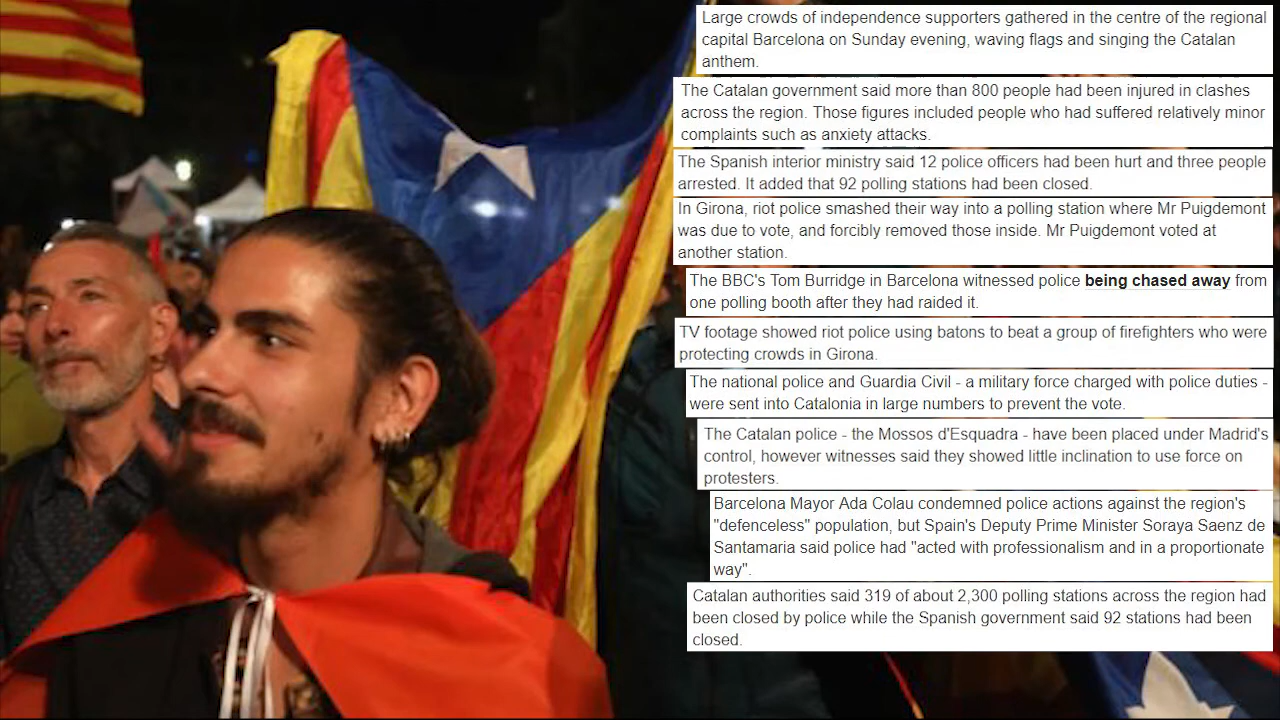 Large crowds of independence supporters gathered in the centre of the regional
capital Barcelona on Sunday evening, waving flags and singing the Catalan
anthem.
The Catalan government said more than 800 people had been injured in clashes
across the region. Those figures included people who had suffered relatively minor
complaints such as anxiety attacks.
The Spanish interior ministry said 12 police officers had been hurt and three people
arrested. It added that 92 polling stations had been closed.
In Girona, riot police smashed their way into a polling station where Mr Puigdemont
was due to vote, and forcibly removed those inside. Mr Puigdemont voted at
another station.
The BBC's Tom Burridge in Barcelona witnessed police being chased away from
one polling booth after they had raided it.
TV footage showed riot police using batons to beat a group of firefighters who were
protecting crowds in Girona.
The national police and Guardia Civil - a military force charged with police duties -
were sent into Catalonia in large numbers to prevent the vote.
The Catalan police - the Mossos d'Esquadra - have been placed under Madrid's
control, however witnesses said they showed little inclination to use force on
protesters.
Barcelona Mayor Ada Colau condemned police actions against the region's
"defenceless" population, but Spain's Deputy Prime Minister Soraya Saenz de
Santamaria said police had "acted with professionalism and in a proportionate
way".
Catalan authorities said 319 of about 2,300 polling stations across the region had
been closed by police while the Spanish government said 92 stations had been
closed.